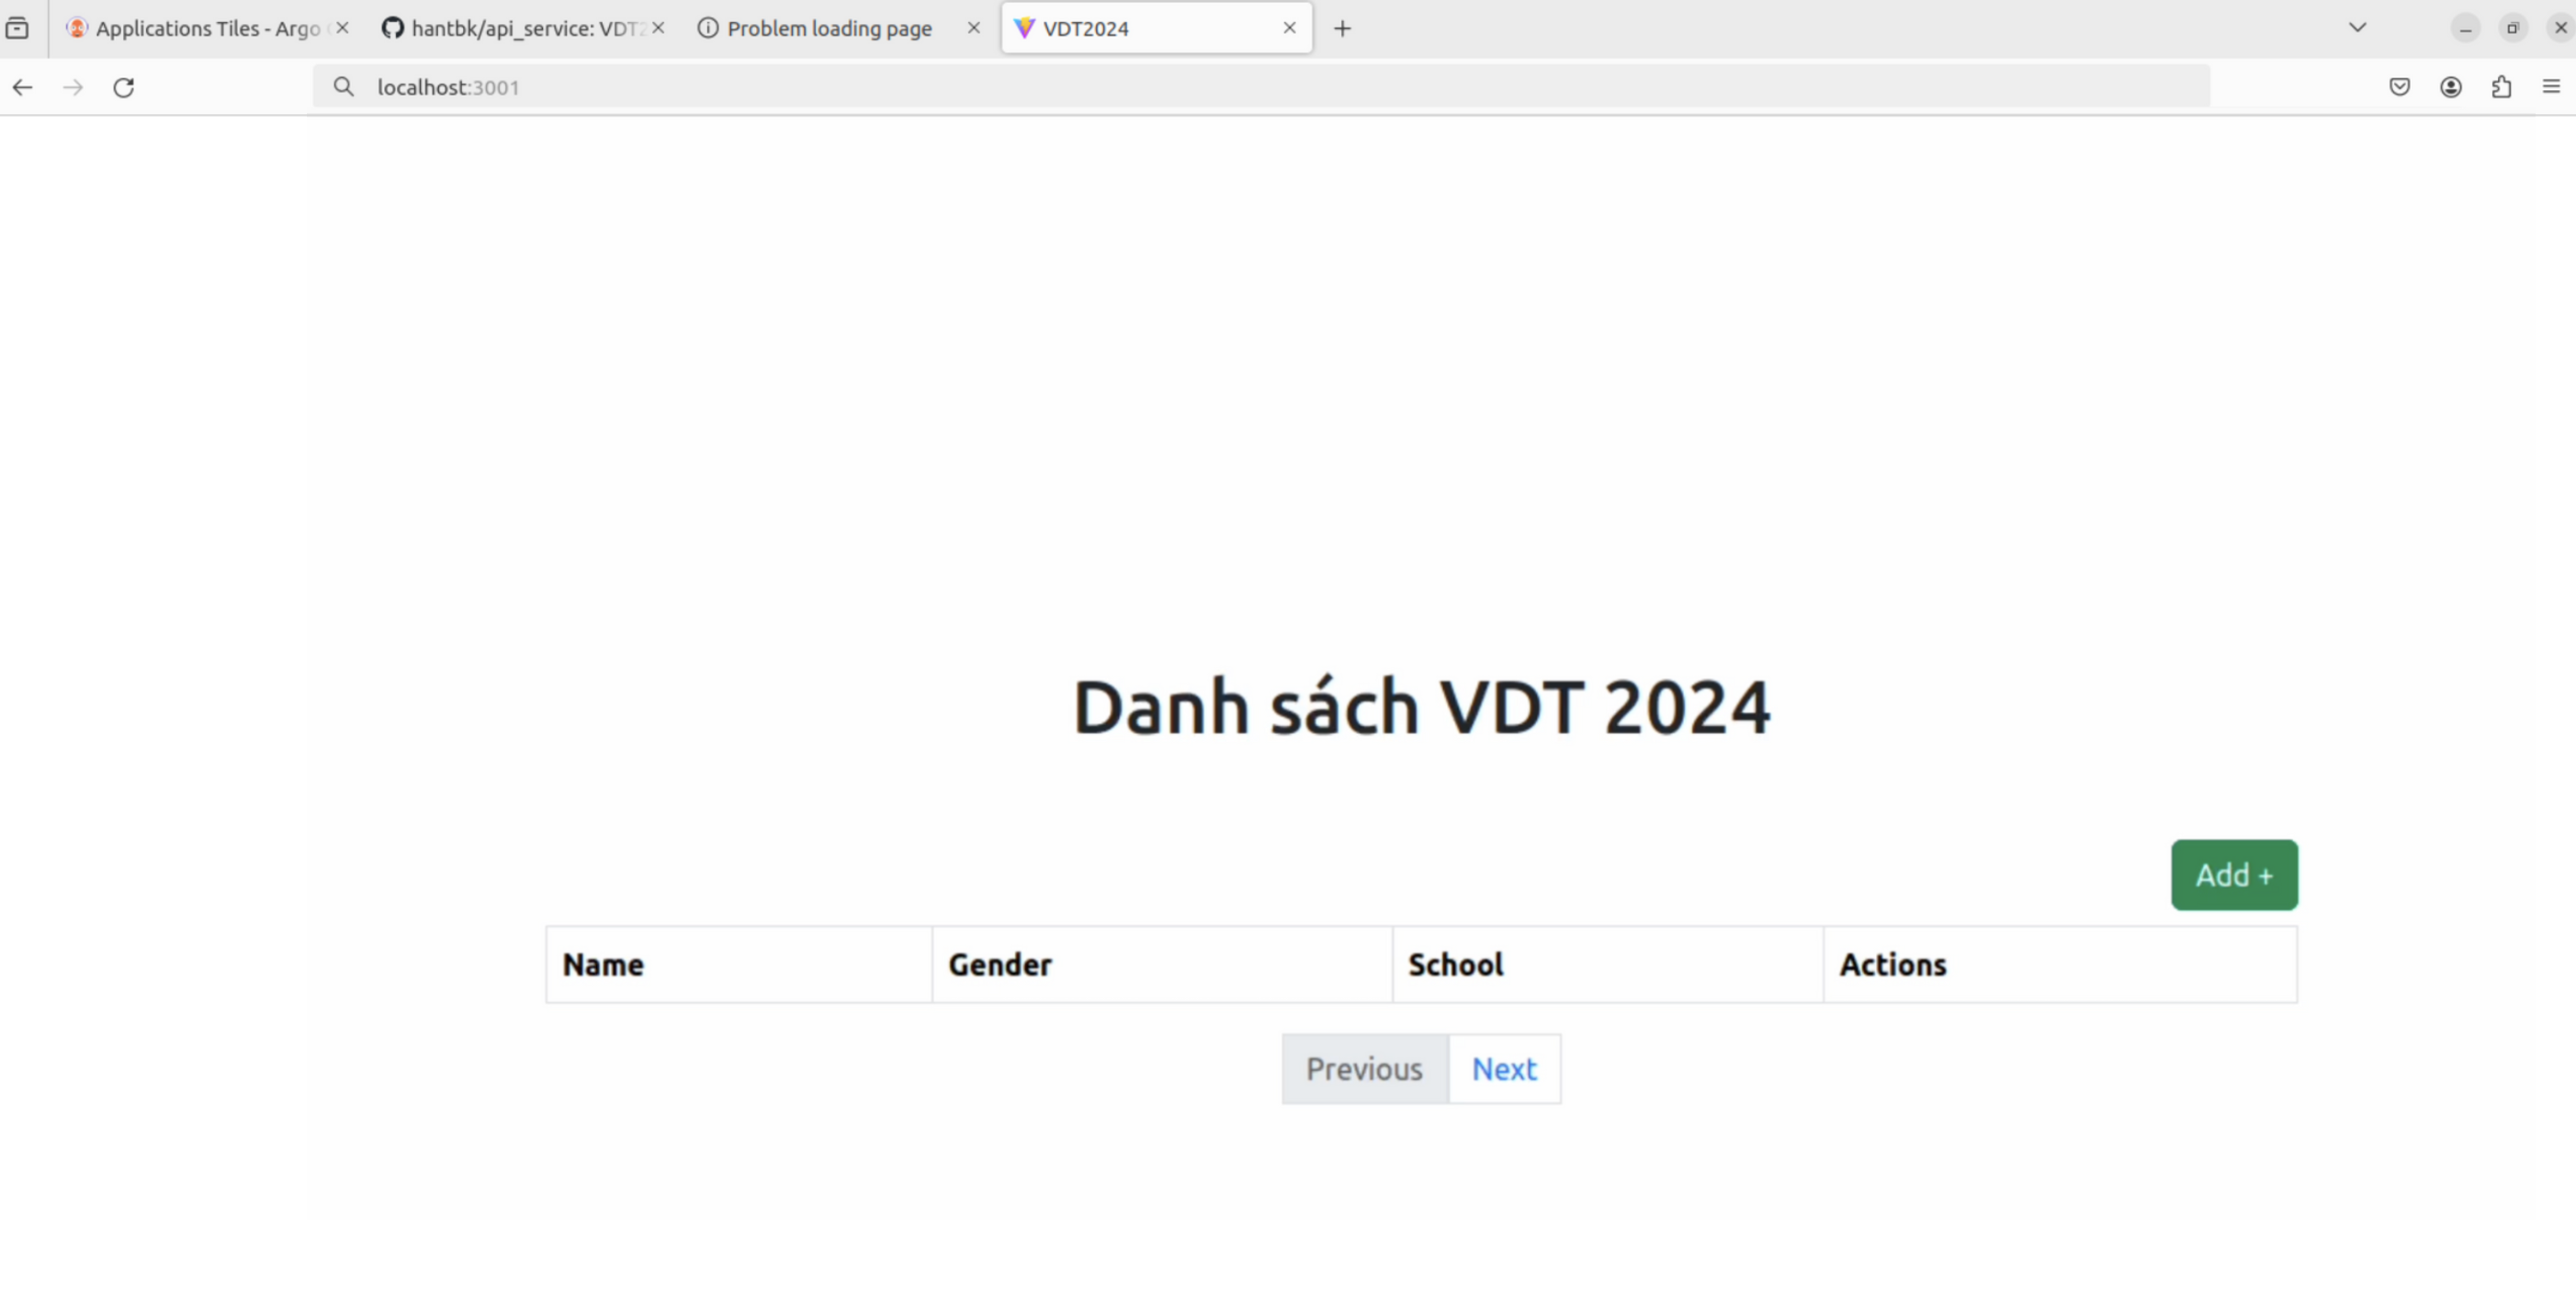 Applications Tiles - Argo
hantbk/api_service: VDT2
Problem loading page
VDT2024
localhost:3001
Danh sách VDT 2024
Add +
Name Gender School Actions
Previous Next